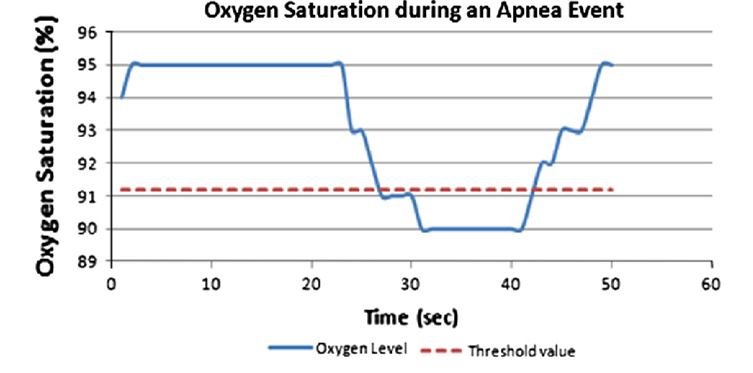 Oxygen Saturation during an Apnea Event
Oxygen Saturation (%)
96
95
94
93
92
91
90
89
0 10 20 30 40 50 60
Time (sec)
Oxygen Level Threshold value